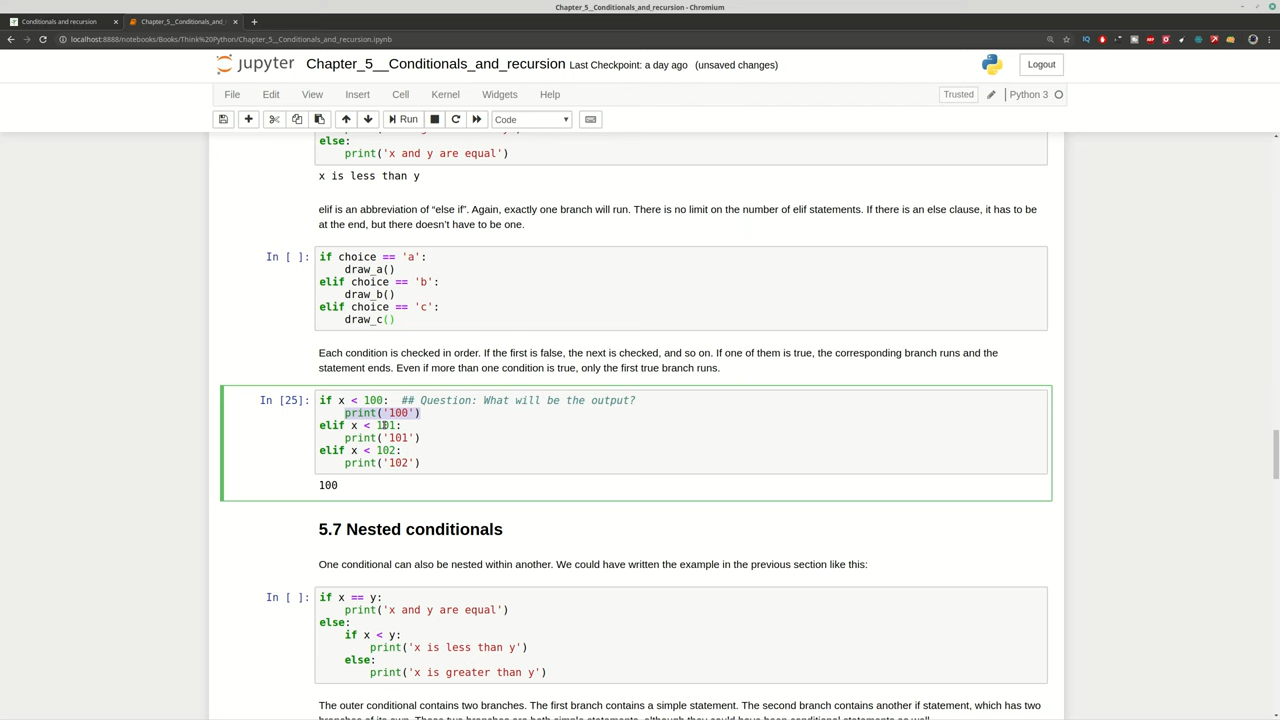 Chapter_5__Conditionals_and_recursion - Chromium
Conditionals and recursion
Chapter_5__Conditionals_and_
localhost:8888/notebooks/Books/Think%20Python/Chapter_5__Conditionals_and_recursion.ipynb
jupyter Chapter_5__Conditionals_and_recursion Last Checkpoint: a day ago (unsaved changes) Logout
File Edit View Insert Cell Kernel Widgets Help Trusted Python 3
Run Code
else:
    print('x and y are equal')
x is less than y
elif is an abbreviation of “else if”. Again, exactly one branch will run. There is no limit on the number of elif statements. If there is an else clause, it has to be
at the end, but there doesn’t have to be one.
In [ ]: if choice == 'a':
    draw_a()
elif choice == 'b':
    draw_b()
elif choice == 'c':
    draw_c()
Each condition is checked in order. If the first is false, the next is checked, and so on. If one of them is true, the corresponding branch runs and the
statement ends. Even if more than one condition is true, only the first true branch runs.
In [25]: if x < 100:  ## Question: What will be the output?
    print('100')
elif x < 101:
    print('101')
elif x < 102:
    print('102')
100
5.7 Nested conditionals
One conditional can also be nested within another. We could have written the example in the previous section like this:
In [ ]: if x == y:
    print('x and y are equal')
else:
    if x < y:
        print('x is less than y')
    else:
        print('x is greater than y')
The outer conditional contains two branches. The first branch contains a simple statement. The second branch contains another if statement, which has two